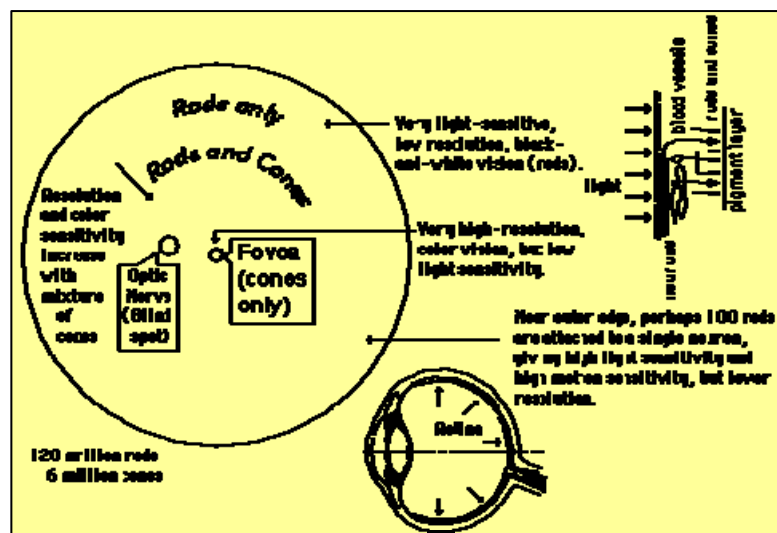 Rods only
Rods and Cones
Resolution
and color
sensitivity
increase
with
mixture
of
cones
Optic
Nerve
(Blind
spot)
Fovea
(cones
only)
Very light-sensitive,
low resolution, black-
and-white vision (rods).
Very high-resolution,
color vision, but low
light sensitivity.
Near outer edge, perhaps 100 rods
are attached to a single neuron,
giving high light sensitivity and
high motion sensitivity, but lower
resolution.
light
neurons
blood vessels
rods and cones
pigment layer
Retina
120 million rods
6 million cones